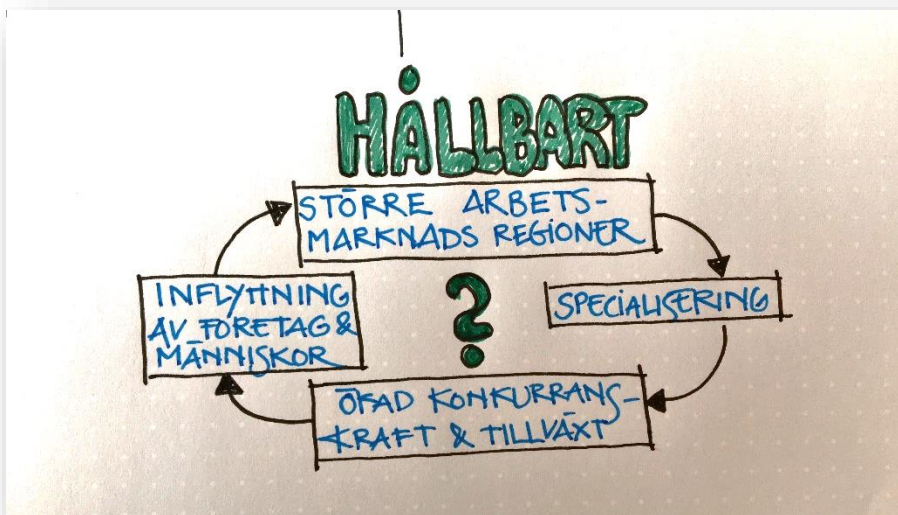 HÅLLBART
STÖRRE ARBETS-
MARKNADS REGIONER
SPECIALISERING
ÖKAD KONKURRANS-
KRAFT & TILLVÄXT
INFLYTTNING
AV FÖRETAG &
MÄNNISKOR
?